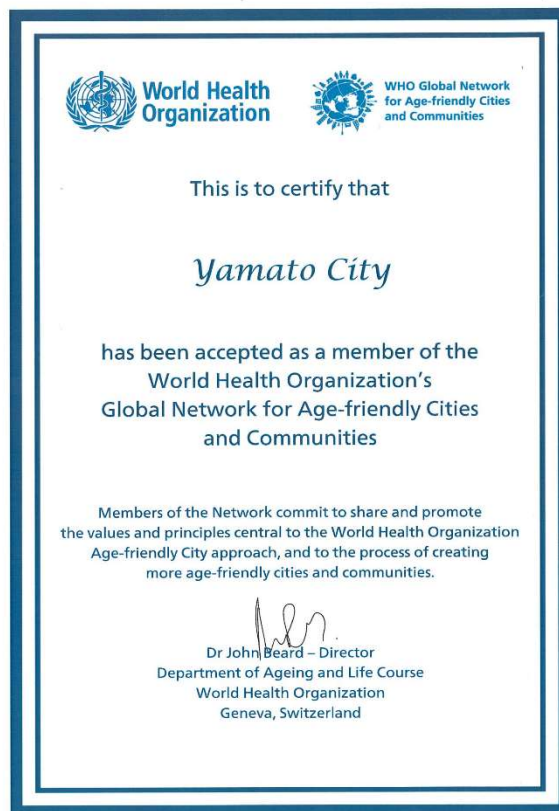 World Health
Organization
WHO Global Network
for Age-friendly Cities
and Communities
This is to certify that
Yamato City
has been accepted as a member of the
World Health Organization's
Global Network for Age-friendly Cities
and Communities
Members of the Network commit to share and promote
the values and principles central to the World Health Organization
Age-friendly City approach, and to the process of creating
more age-friendly cities and communities.
Dr John Beard – Director
Department of Ageing and Life Course
World Health Organization
Geneva, Switzerland